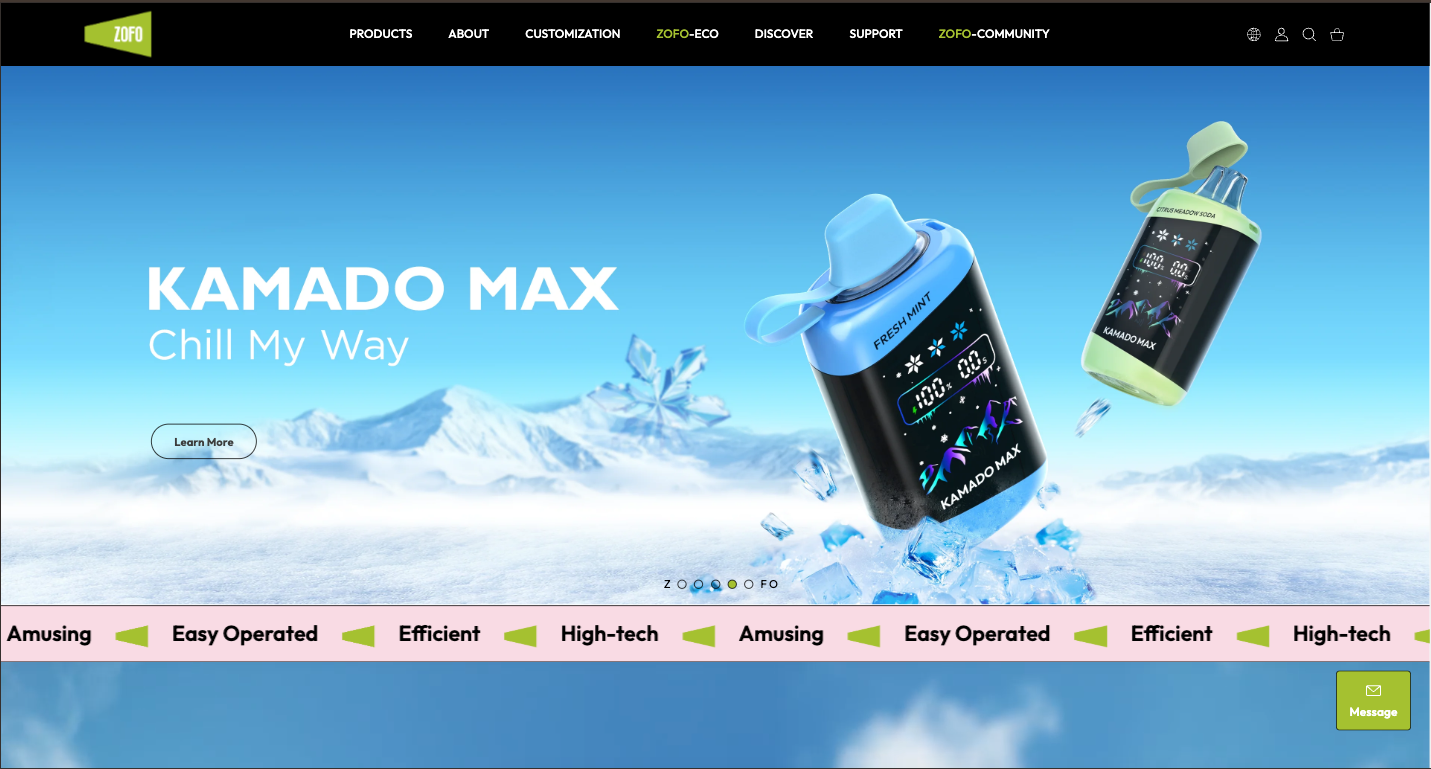 ZOFO
PRODUCTS ABOUT CUSTOMIZATION ZOFO-ECO DISCOVER SUPPORT ZOFO-COMMUNITY
KAMADO MAX
Chill My Way
Learn More
FRESH MINT
100% 0.0s
KAMADO MAX
CITRUS MEADOW SODA
100% 0.0s
KAMADO MAX
Z FO
Amusing Easy Operated Efficient High-tech Amusing Easy Operated Efficient High-tech
Message